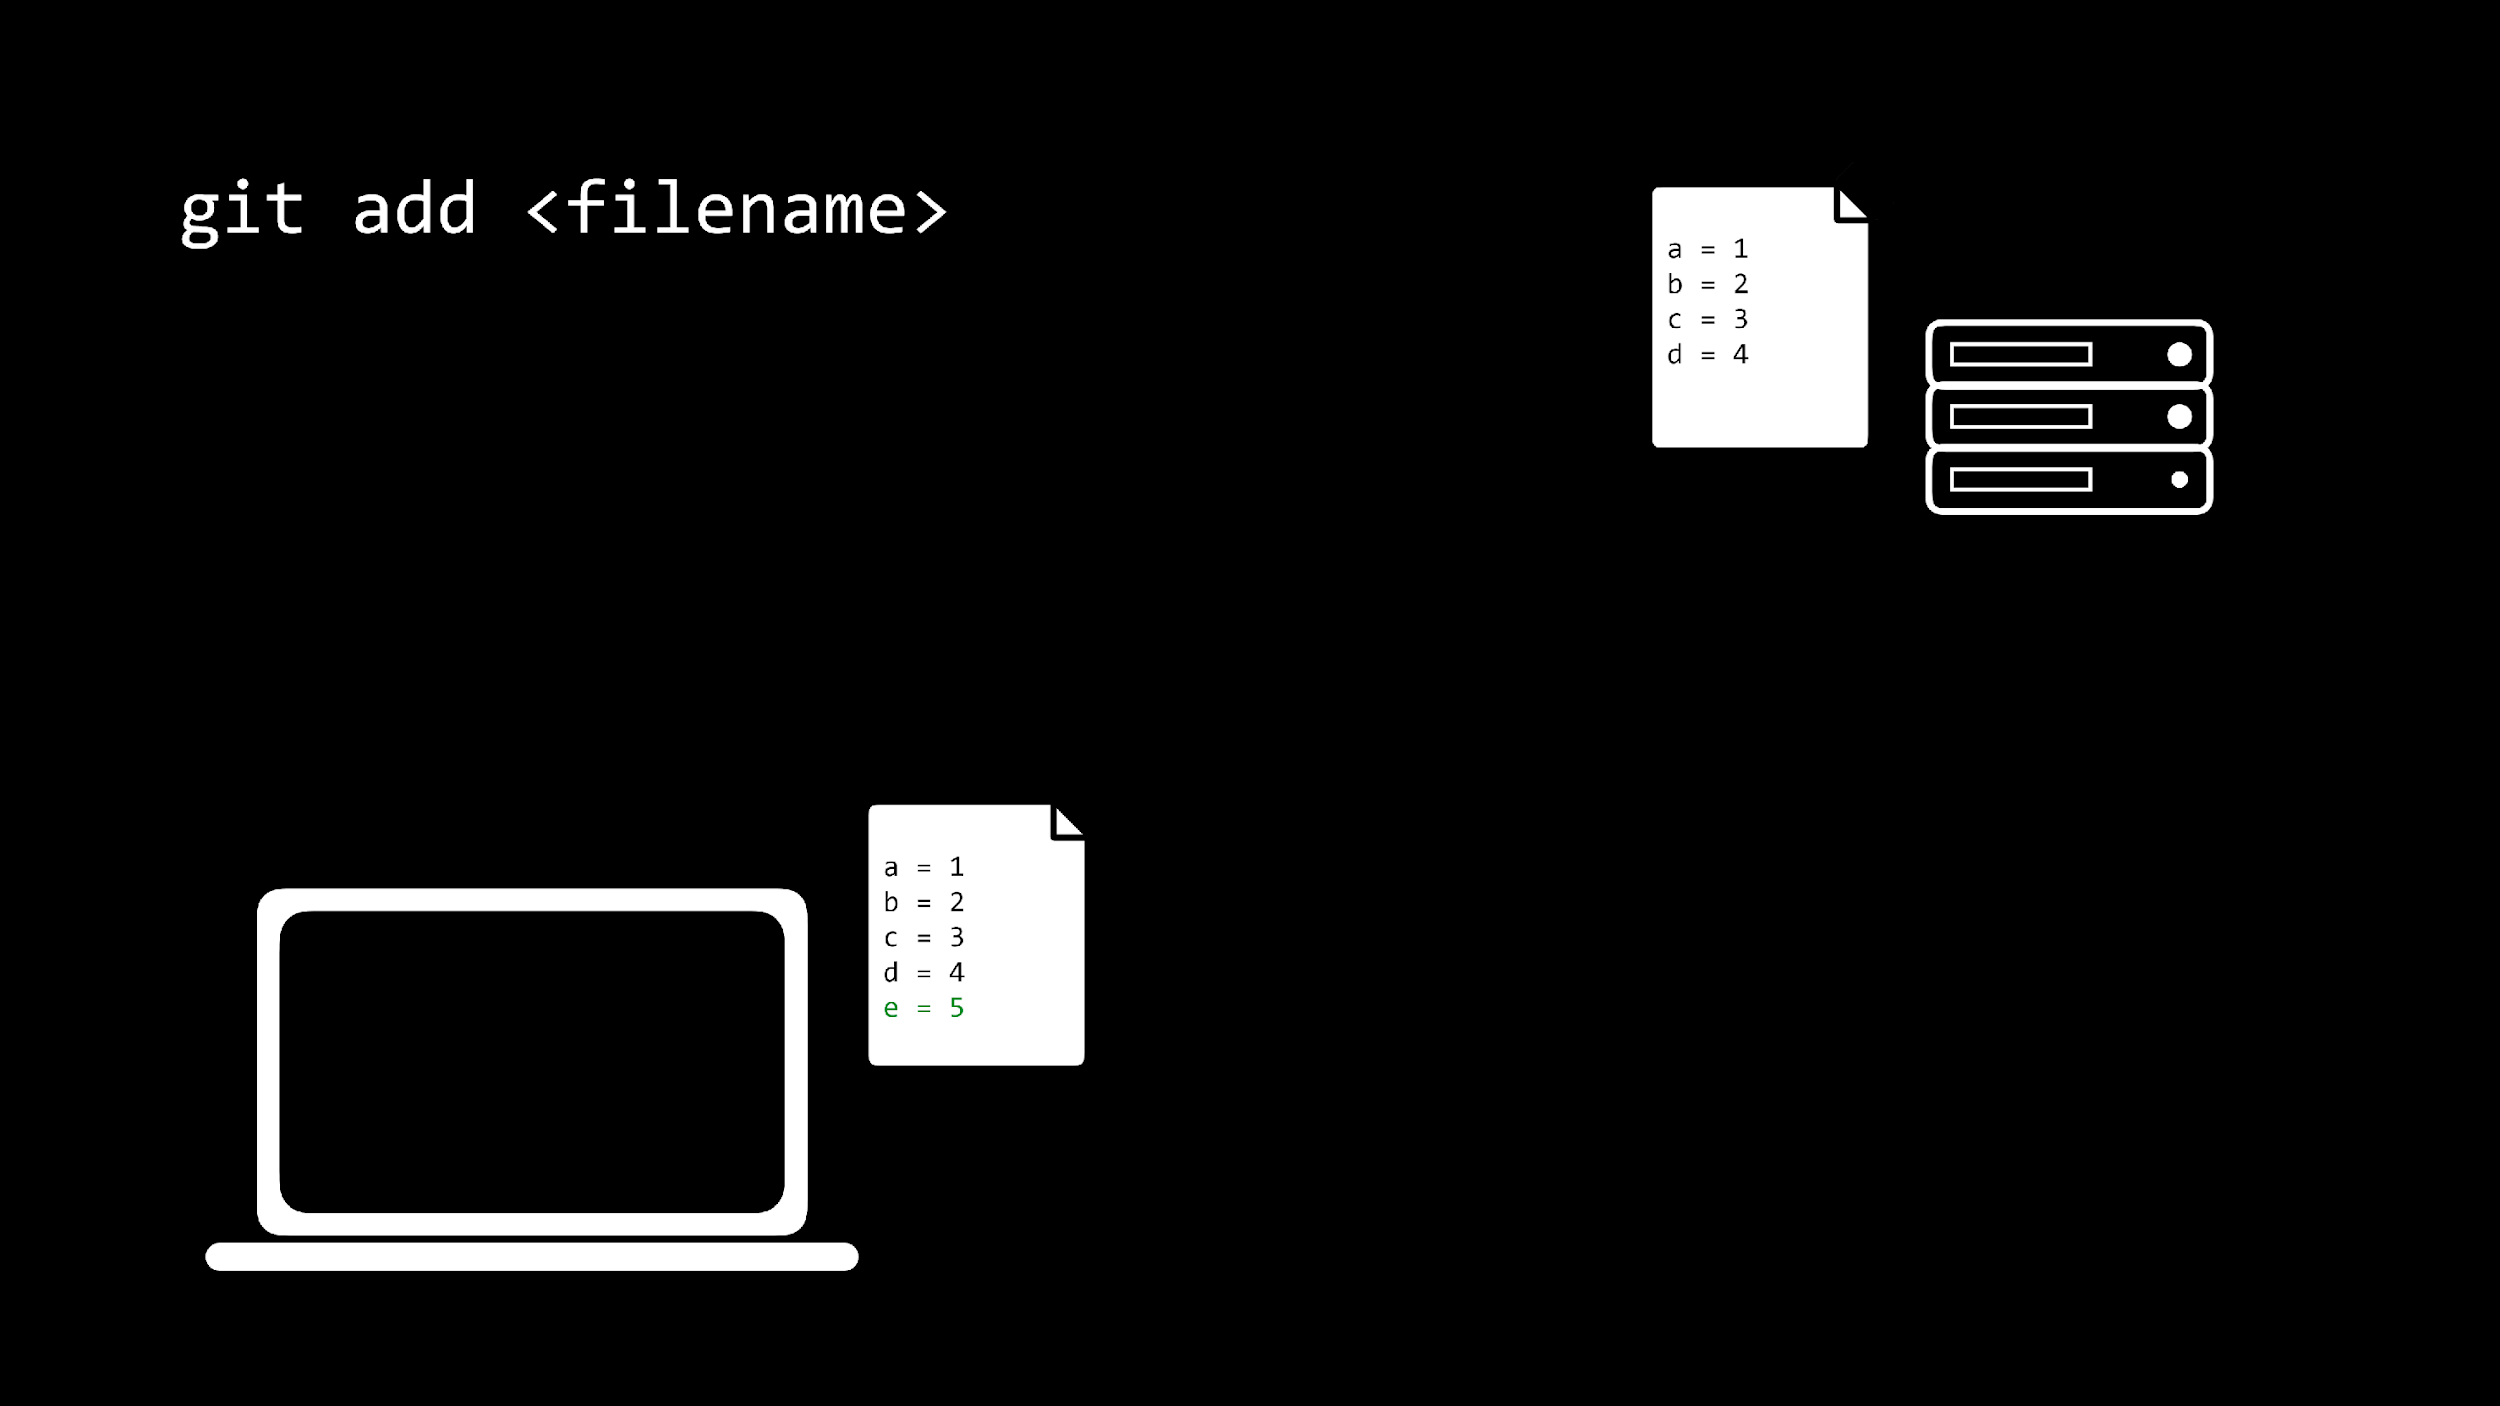 git add <filename>
a = 1
b = 2
c = 3
d = 4
a = 1
b = 2
c = 3
d = 4
e = 5